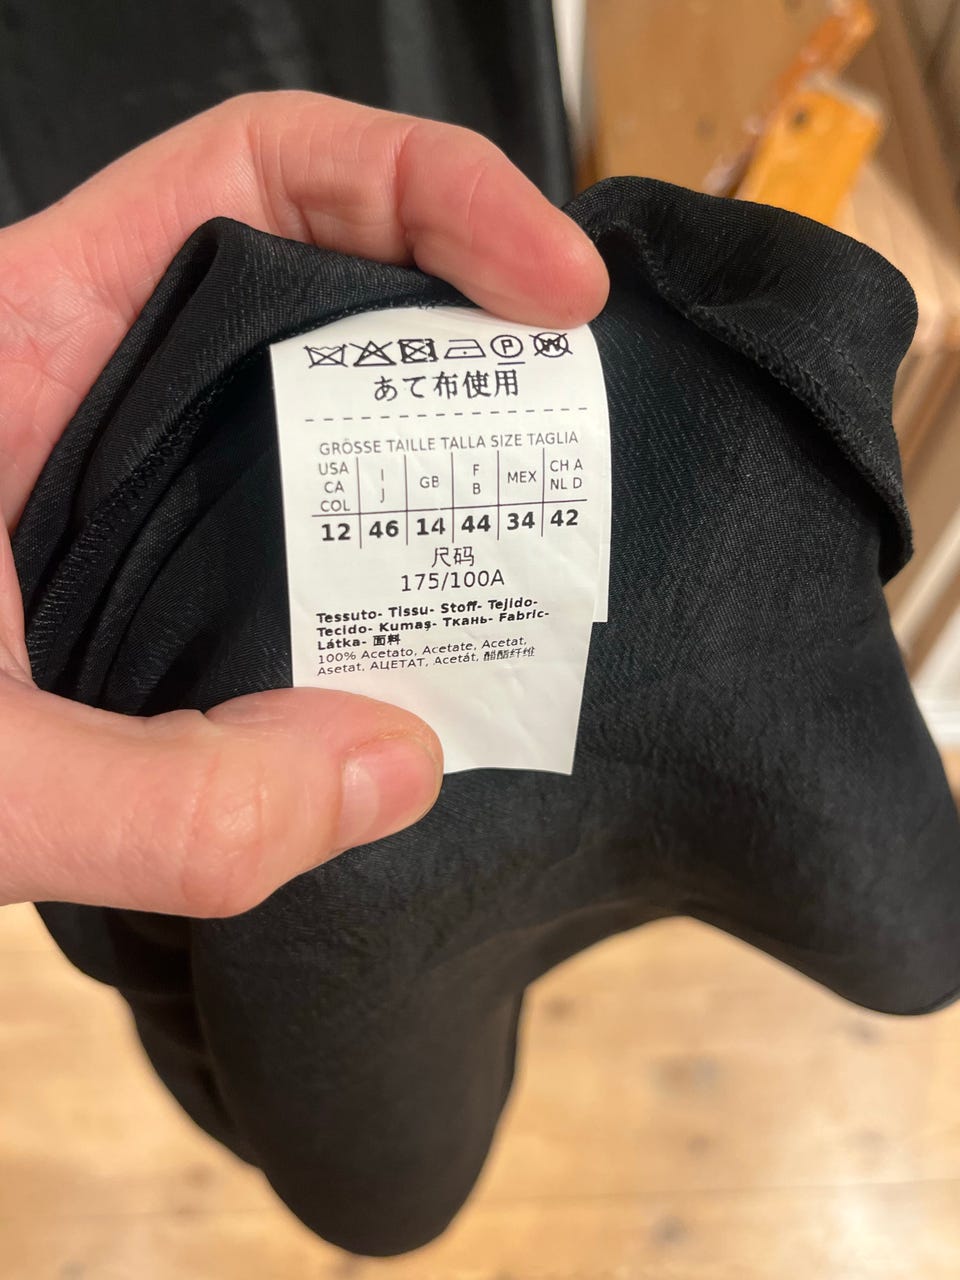 P W
あて布使用
GRÖSSE TAILLE TALLA SIZE TAGLIA
USA CA COL I J GB F B MEX CH A NL D
12 46 14 44 34 42
尺码
175/100A
Tessuto- Tissu- Stoff- Tejido-
Tecido- Kumaş- Ткань- Fabric-
Látka- 面料
100% Acetato, Acetate, Acetat,
Asetat, АЦЕТАТ, Acetát, 醋酯纤维